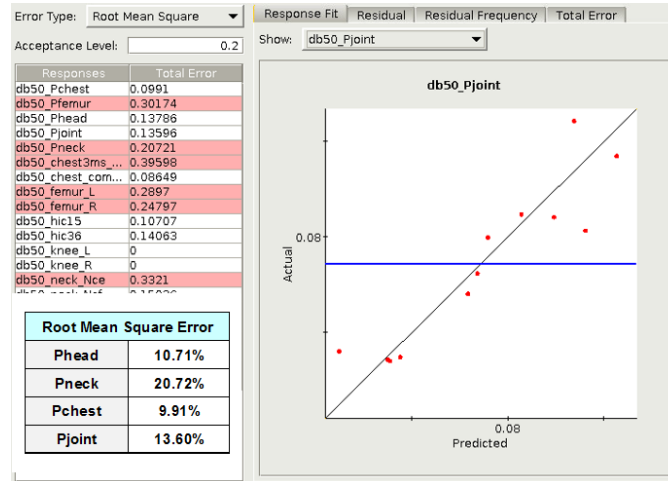 Error Type: Root Mean Square
Acceptance Level: 0.2
Responses Total Error
db50_Pchest 0.0991
db50_Pfemur 0.30174
db50_Phead 0.13786
db50_Pjoint 0.13596
db50_Pneck 0.20721
db50_chest3ms_... 0.39598
db50_chest_com... 0.08649
db50_femur_L 0.2897
db50_femur_R 0.24797
db50_hic15 0.10707
db50_hic36 0.14063
db50_knee_L 0
db50_knee_R 0
db50_neck_Nce 0.3321
Root Mean Square Error
Phead 10.71%
Pneck 20.72%
Pchest 9.91%
Pjoint 13.60%
Response Fit Residual Residual Frequency Total Error
Show: db50_Pjoint
db50_Pjoint
0.08
Actual
0.08
Predicted